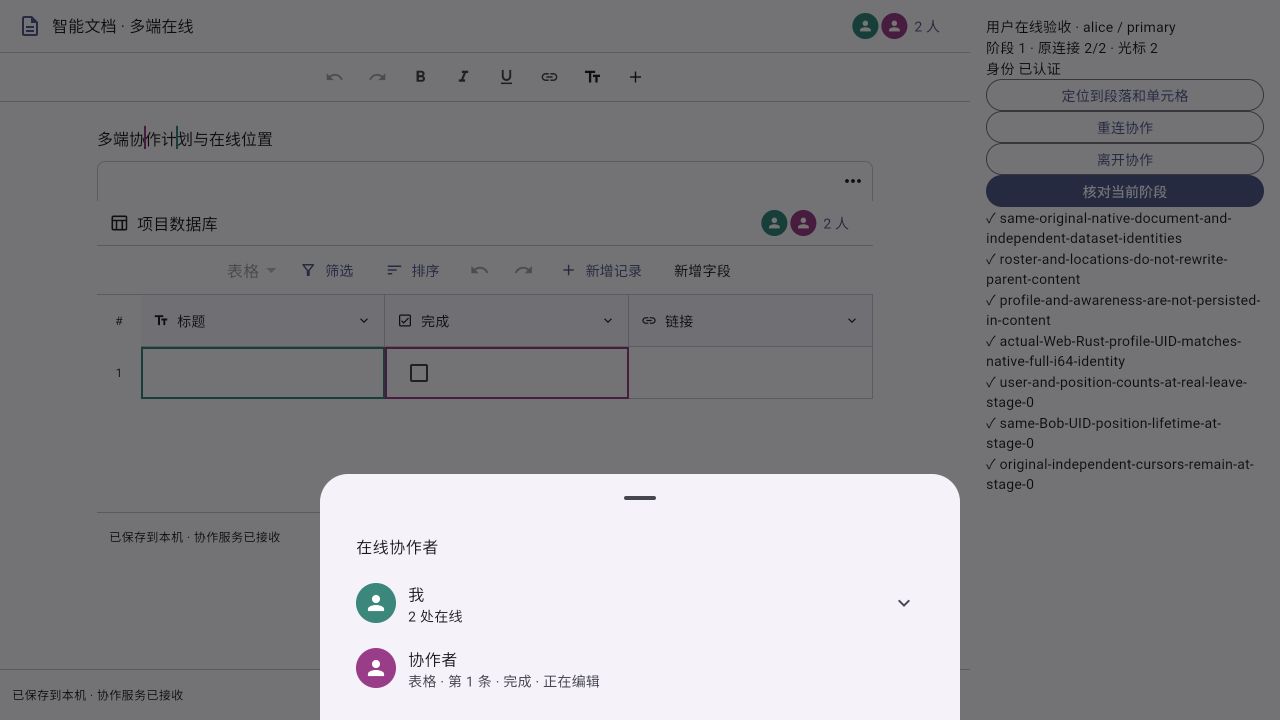 智能文档 · 多端在线
2 人
B I U Tr +
多端协作计划与在线位置
•••
项目数据库
2 人
表格 筛选 排序 新增记录 新增字段
# Tr 标题 完成 链接
1
已保存到本机 · 协作服务已接收
在线协作者
我
2 处在线
协作者
表格 · 第 1 条 · 完成 · 正在编辑
已保存到本机 · 协作服务已接收
用户在线验收 · alice / primary
阶段 1 · 原连接 2/2 · 光标 2
身份 已认证
定位到段落和单元格
重连协作
离开协作
核对当前阶段
✓ same-original-native-document-and-
independent-dataset-identities
✓ roster-and-locations-do-not-rewrite-
parent-content
✓ profile-and-awareness-are-not-persisted-
in-content
✓ actual-Web-Rust-profile-UID-matches-
native-full-i64-identity
✓ user-and-position-counts-at-real-leave-
stage-0
✓ same-Bob-UID-position-lifetime-at-
stage-0
✓ original-independent-cursors-remain-at-
stage-0